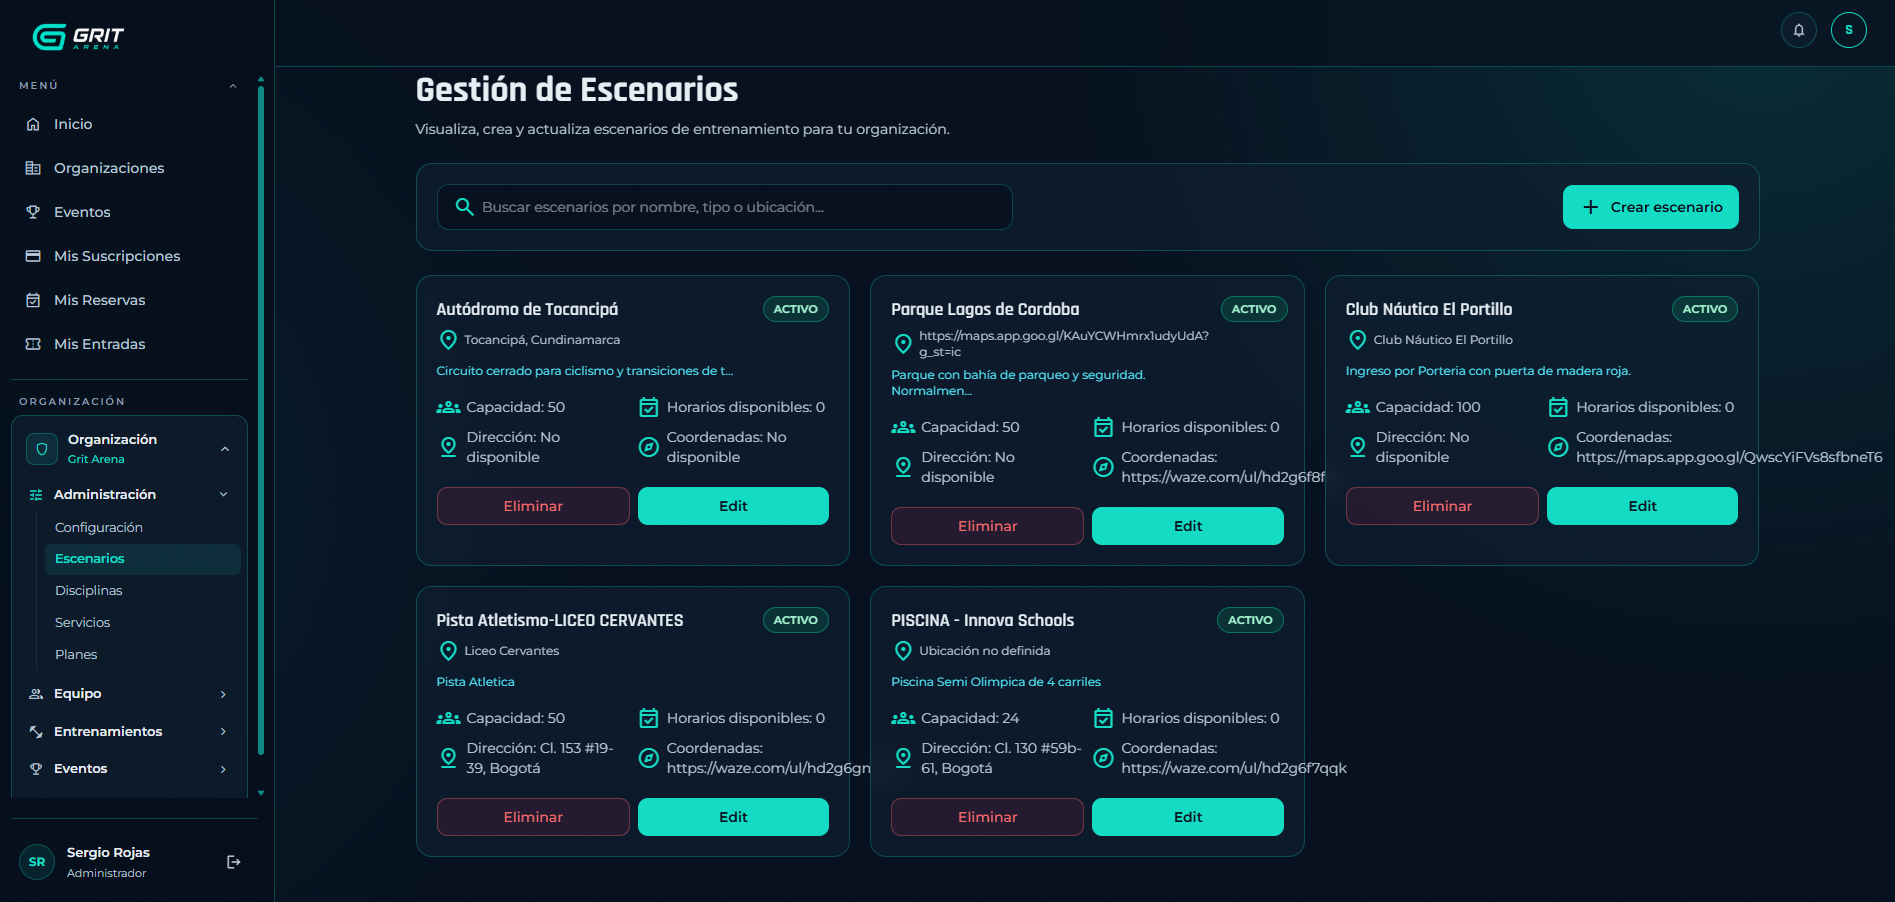 GRIT
ARENA
S
MENÚ
Inicio
Organizaciones
Eventos
Mis Suscripciones
Mis Reservas
Mis Entradas
ORGANIZACIÓN
Organización
Grit Arena
Administración
Configuración
Escenarios
Disciplinas
Servicios
Planes
Equipo
Entrenamientos
Eventos
SR
Sergio Rojas
Administrador
Gestión de Escenarios
Visualiza, crea y actualiza escenarios de entrenamiento para tu organización.
Buscar escenarios por nombre, tipo o ubicación...
Crear escenario
Autódromo de Tocancipá
ACTIVO
Tocancipá, Cundinamarca
Circuito cerrado para ciclismo y transiciones de t...
Capacidad: 50
Horarios disponibles: 0
Dirección: No
disponible
Coordenadas: No
disponible
Eliminar
Edit
Parque Lagos de Cordoba
ACTIVO
https://maps.app.goo.gl/KAuYCWHmrx1udyUdA?
g_st=ic
Parque con bahía de parqueo y seguridad.
Normalmen...
Capacidad: 50
Horarios disponibles: 0
Dirección: No
disponible
Coordenadas:
https://waze.com/ul/hd2g6f8f
Eliminar
Edit
Club Náutico El Portillo
ACTIVO
Club Náutico El Portillo
Ingreso por Porteria con puerta de madera roja.
Capacidad: 100
Horarios disponibles: 0
Dirección: No
disponible
Coordenadas:
https://maps.app.goo.gl/QwscYiFVs8sfbneT6
Eliminar
Edit
Pista Atletismo-LICEO CERVANTES
ACTIVO
Liceo Cervantes
Pista Atletica
Capacidad: 50
Horarios disponibles: 0
Dirección: Cl. 153 #19-
39, Bogotá
Coordenadas:
https://waze.com/ul/hd2g6gn
Eliminar
Edit
PISCINA - Innova Schools
ACTIVO
Ubicación no definida
Piscina Semi Olimpica de 4 carriles
Capacidad: 24
Horarios disponibles: 0
Dirección: Cl. 130 #59b-
61, Bogotá
Coordenadas:
https://waze.com/ul/hd2g6f7qqk
Eliminar
Edit